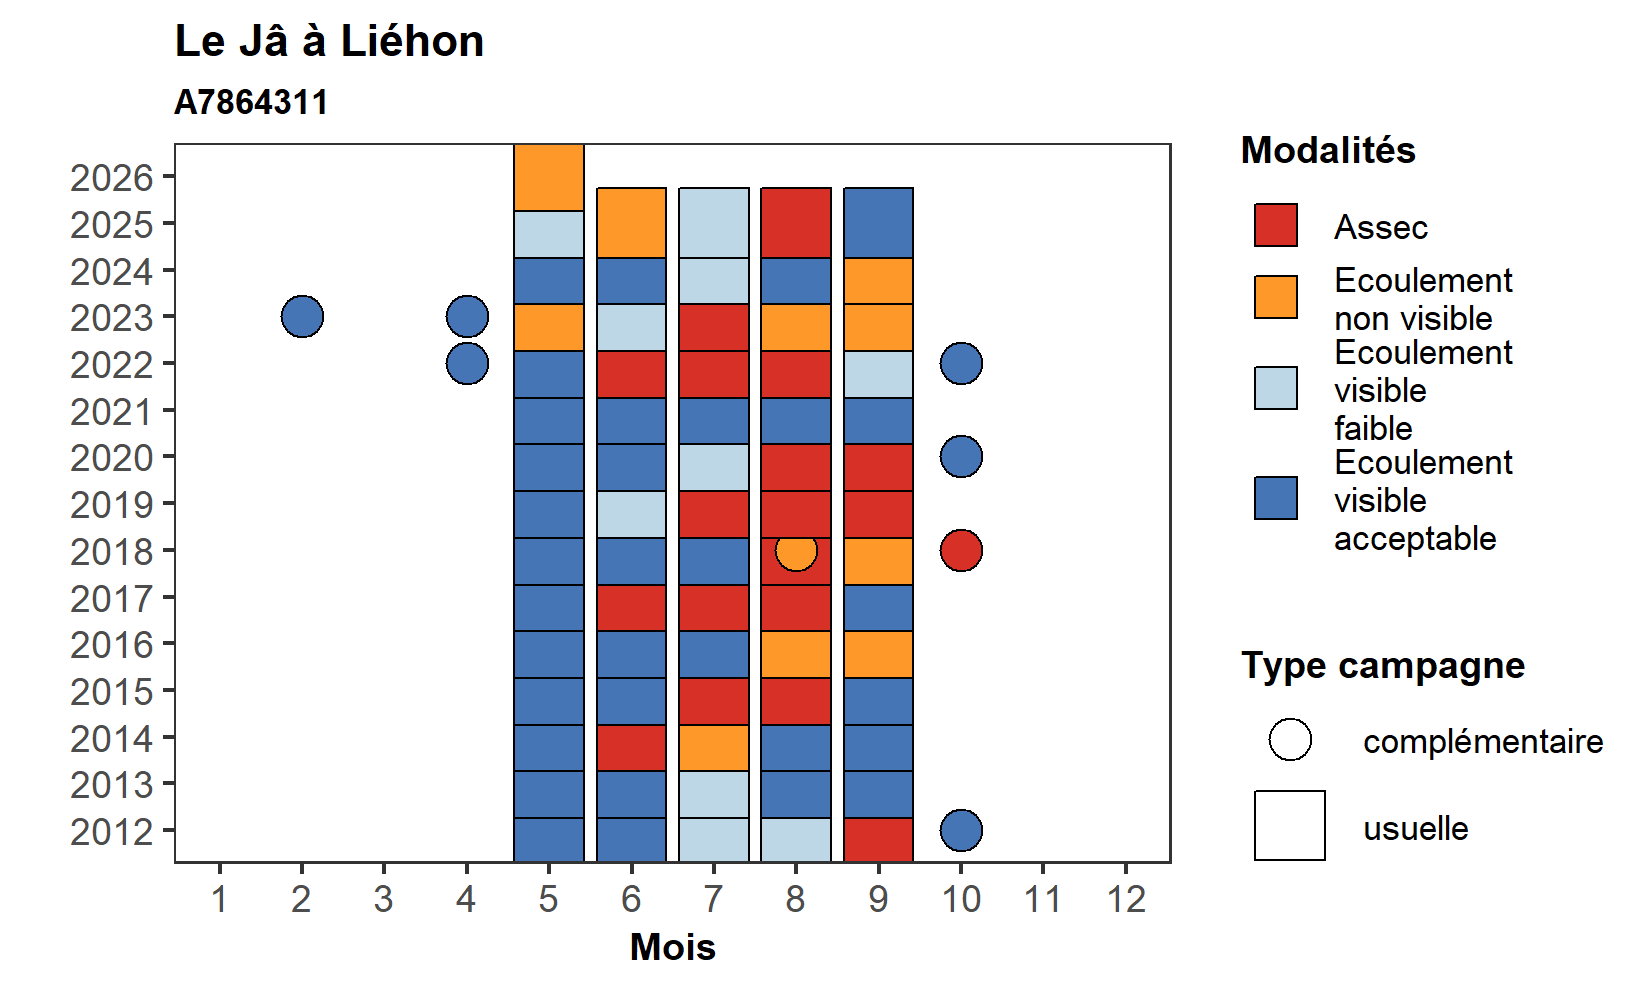 Le Jâ à Liéhon
A7864311
2026
2025
2024
2023
2022
2021
2020
2019
2018
2017
2016
2015
2014
2013
2012
1 2 3 4 5 6 7 8 9 10 11 12
Mois
Modalités
Assec
Ecoulement
non visible
Ecoulement
visible
faible
Ecoulement
visible
acceptable
Type campagne
complémentaire
usuelle